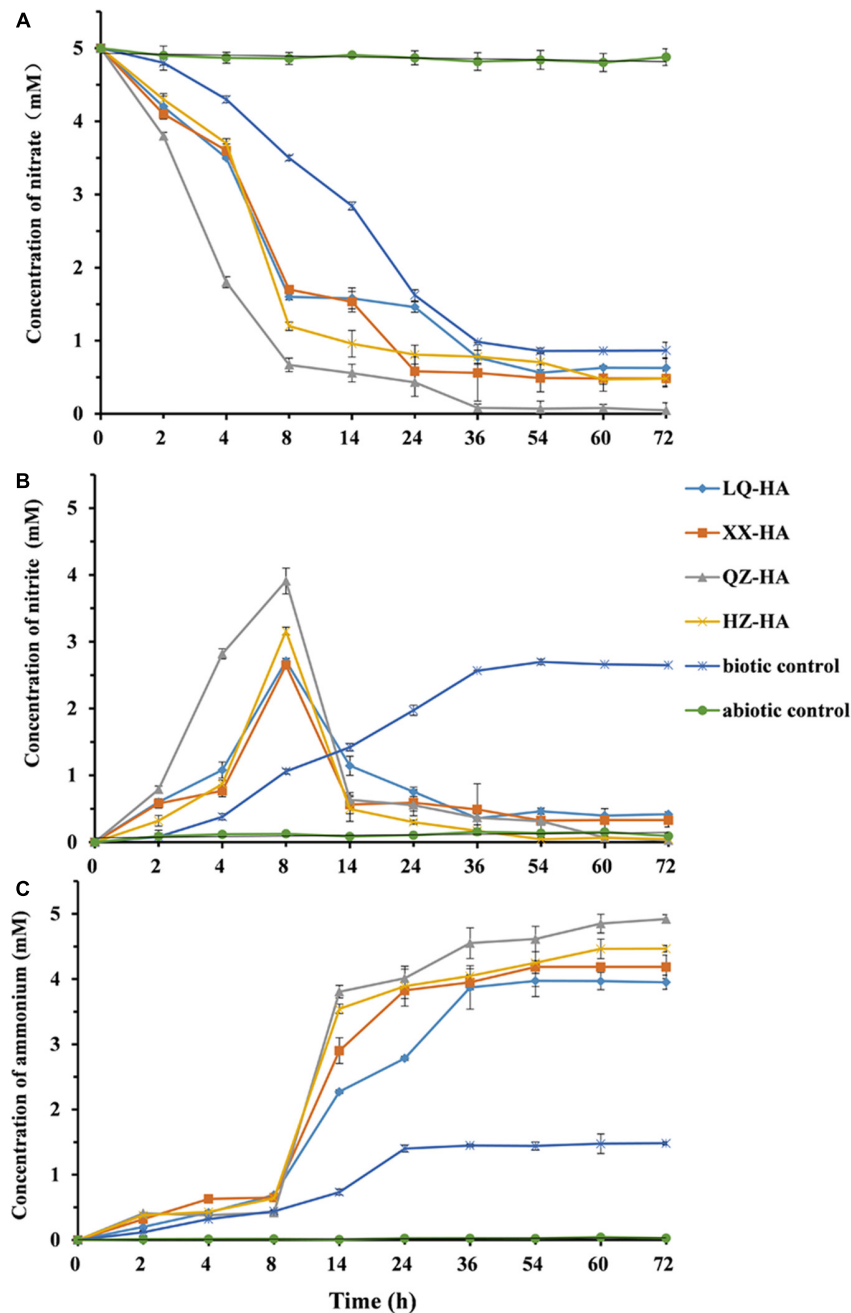 A
Concentration of nitrate (mM)
5
4
3
2
1
0
0 2 4 8 14 24 36 54 60 72
B
Concentration of nitrite (mM)
5
4
3
2
1
0
0 2 4 8 14 24 36 54 60 72
LQ-HA
XX-HA
QZ-HA
HZ-HA
biotic control
abiotic control
C
Concentration of ammonium (mM)
5
4
3
2
1
0
0 2 4 8 14 24 36 54 60 72
Time (h)